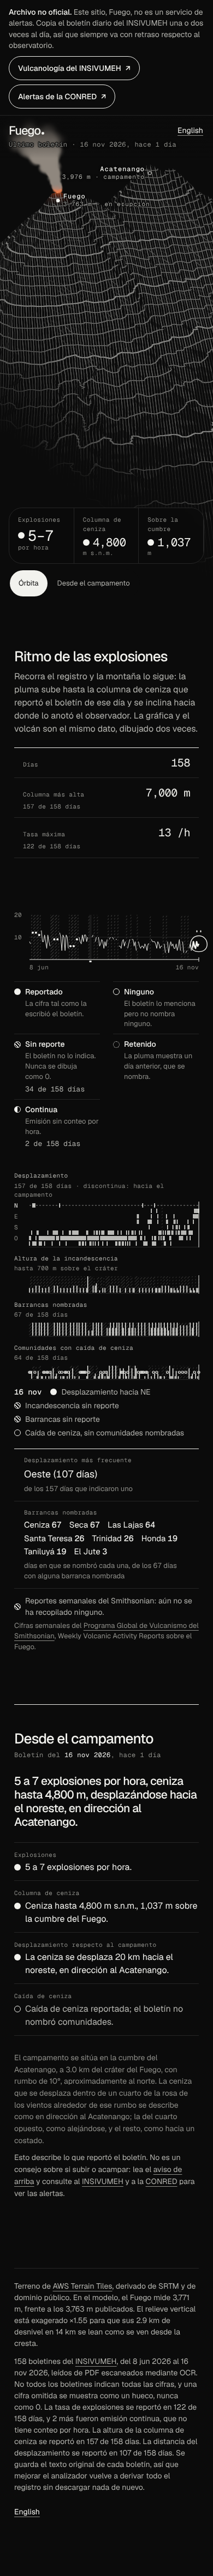 Archivo no oficial. Este sitio, Fuego, no es un servicio de
alertas. Copia el boletín diario del INSIVUMEH una o dos
veces al día, así que siempre va con retraso respecto al
observatorio.
Vulcanología del INSIVUMEH ↗
Alertas de la CONRED ↗
Fuego
English
boletín · 16 nov 2026, hace 1 día
Acatenango
3,976 m · campamento
Fuego
3,763 m · en erupción
Explosiones
5–7
por hora
Columna de
ceniza
4,800
m s.n.m.
Sobre la
cumbre
1,037
m
Órbita
Desde el campamento
Ritmo de las explosiones
Recorra el registro y la montaña lo sigue: la
pluma sube hasta la columna de ceniza que
reportó el boletín de ese día y se inclina hacia
donde lo anotó el observador. La gráfica y el
volcán son el mismo dato, dibujado dos veces.
Días
158
Columna más alta
7,000 m
157 de 158 días
Tasa máxima
13 /h
122 de 158 días
20
10
8 jun
16 nov
Reportado
La cifra tal como la
escribió el boletín.
Ninguno
El boletín lo menciona
pero no nombra
ninguno.
Sin reporte
El boletín no lo indica.
Nunca se dibuja
como 0.
34 de 158 días
Retenido
La pluma muestra un
día anterior, que se
nombra.
Continua
Emisión sin conteo por
hora.
2 de 158 días
Desplazamiento
157 de 158 días · discontinua: hacia el
campamento
N
E
S
O
Altura de la incandescencia
hasta 700 m sobre el cráter
Barrancas nombradas
67 de 158 días
Comunidades con caída de ceniza
64 de 158 días
16 nov
Desplazamiento hacia NE
Incandescencia sin reporte
Barrancas sin reporte
Caída de ceniza, sin comunidades nombradas
Desplazamiento más frecuente
Oeste (107 días)
de los 157 días que indicaron uno
Barrancas nombradas
Ceniza 67 Seca 67 Las Lajas 64
Santa Teresa 26 Trinidad 26 Honda 19
Taniluyá 19 El Jute 3
días en que se nombró cada una, de los 67 días
con alguna barranca nombrada
Reportes semanales del Smithsonian: aún no se
ha recopilado ninguno.
Cifras semanales del Programa Global de Vulcanismo del
Smithsonian, Weekly Volcanic Activity Reports sobre el
Fuego.
Desde el campamento
Boletín del 16 nov 2026, hace 1 día
5 a 7 explosiones por hora, ceniza
hasta 4,800 m, desplazándose hacia
el noreste, en dirección al
Acatenango.
Explosiones
5 a 7 explosiones por hora.
Columna de ceniza
Ceniza hasta 4,800 m s.n.m., 1,037 m sobre
la cumbre del Fuego.
Desplazamiento respecto al campamento
La ceniza se desplaza 20 km hacia el
noreste, en dirección al Acatenango.
Caída de ceniza
Caída de ceniza reportada; el boletín no
nombró comunidades.
El campamento se sitúa en la cumbre del
Acatenango, a 3.0 km del cráter del Fuego, con
rumbo de 10°, aproximadamente al norte. La ceniza
que se desplaza dentro de un cuarto de la rosa de
los vientos alrededor de ese rumbo se describe
como en dirección al Acatenango; la del cuarto
opuesto, como alejándose, y el resto, como hacia un
costado.
Esto describe lo que reportó el boletín. No es un
consejo sobre si subir o acampar: lea el aviso de
arriba y consulte al INSIVUMEH y a la CONRED para
ver las alertas.
Terreno de AWS Terrain Tiles, derivado de SRTM y de
dominio público. En el modelo, el Fuego mide 3,771
m, frente a los 3,763 m publicados. El relieve vertical
está exagerado ×1.55 para que sus 2.9 km de
desnivel en 14 km se lean como se ven desde la
cresta.
158 boletines del INSIVUMEH, del 8 jun 2026 al 16
nov 2026, leídos de PDF escaneados mediante OCR.
No todos los boletines indican todas las cifras, y una
cifra omitida se muestra como un hueco, nunca
como 0. La tasa de explosiones se reportó en 122 de
158 días, y 2 más fueron emisión continua, que no
tiene conteo por hora. La altura de la columna de
ceniza se reportó en 157 de 158 días. La distancia del
desplazamiento se reportó en 107 de 158 días. Se
guarda el texto original de cada boletín, así que
mejorar el analizador vuelve a derivar todo el
registro sin descargar nada de nuevo.
English